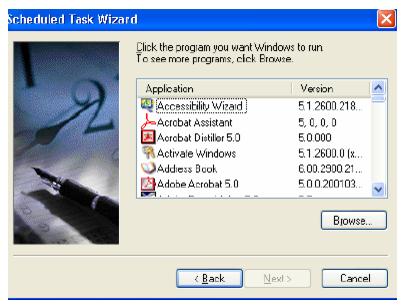 Scheduled Task Wizard
Click the program you want Windows to run.
To see more programs, click Browse.
Application Version
Accessibility Wizard 5.1.2600.218...
Acrobat Assistant 5, 0, 0, 0
Acrobat Distiller 5.0 5.0.000
Activate Windows 5.1.2600.0 (x...
Address Book 6.00.2900.21...
Adobe Acrobat 5.0 5.0.0.200103...
Browse...
< Back Next > Cancel